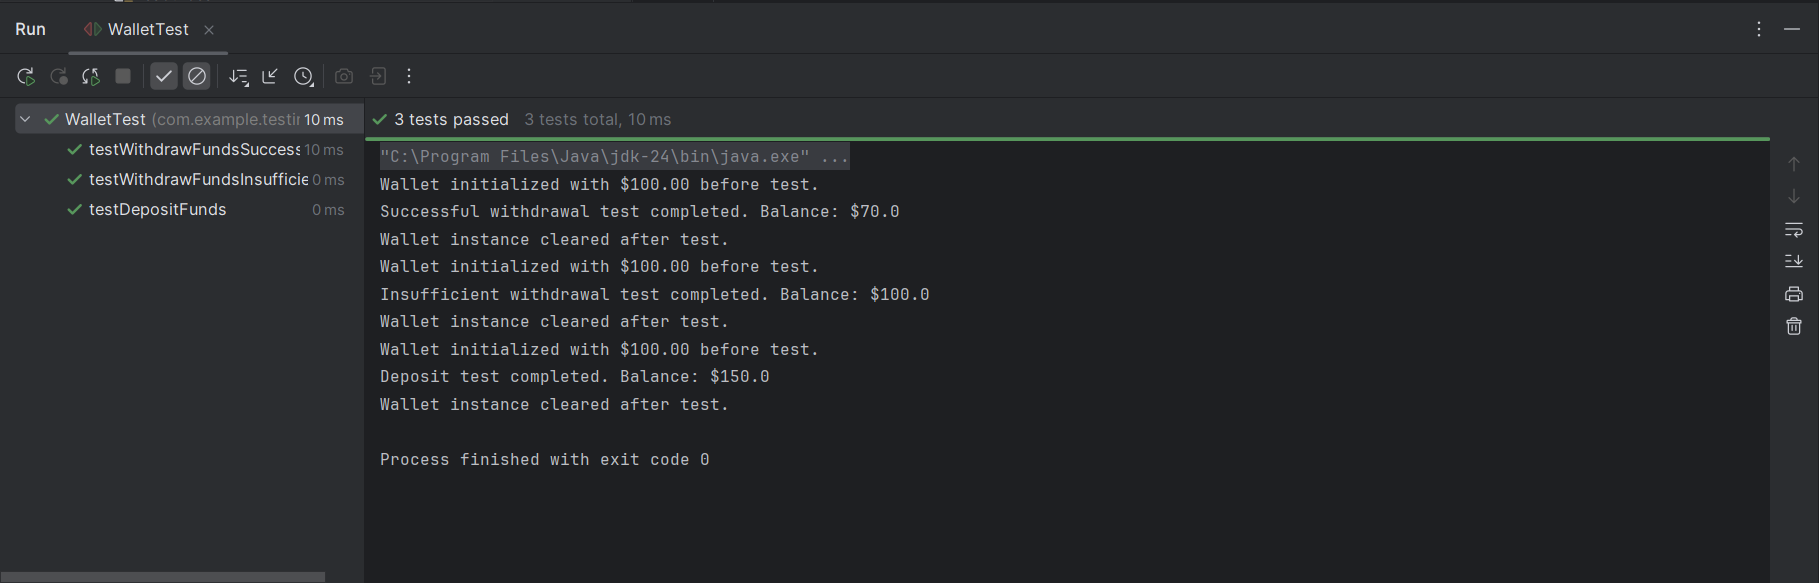 Run WalletTest
WalletTest (com.example.testin 10 ms
testWithdrawFundsSuccess 10 ms
testWithdrawFundsInsufficie 0 ms
testDepositFunds 0 ms
3 tests passed 3 tests total, 10 ms
"C:\Program Files\Java\jdk-24\bin\java.exe" ...
Wallet initialized with $100.00 before test.
Successful withdrawal test completed. Balance: $70.0
Wallet instance cleared after test.
Wallet initialized with $100.00 before test.
Insufficient withdrawal test completed. Balance: $100.0
Wallet instance cleared after test.
Wallet initialized with $100.00 before test.
Deposit test completed. Balance: $150.0
Wallet instance cleared after test.
Process finished with exit code 0